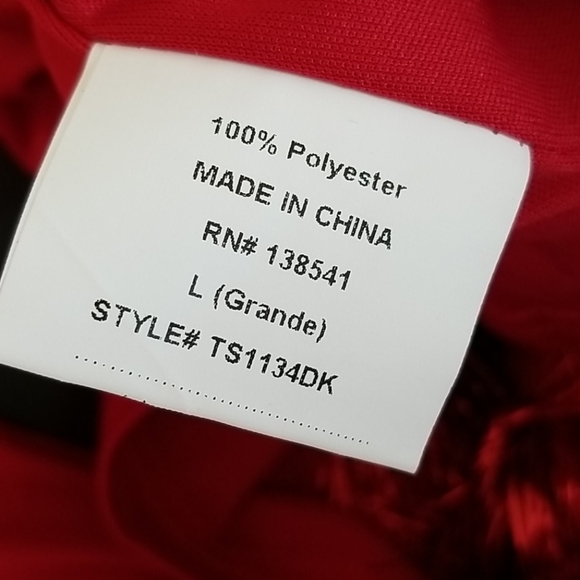 100% Polyester
MADE IN CHINA
RN# 138541
L (Grande)
STYLE# TS1134DK